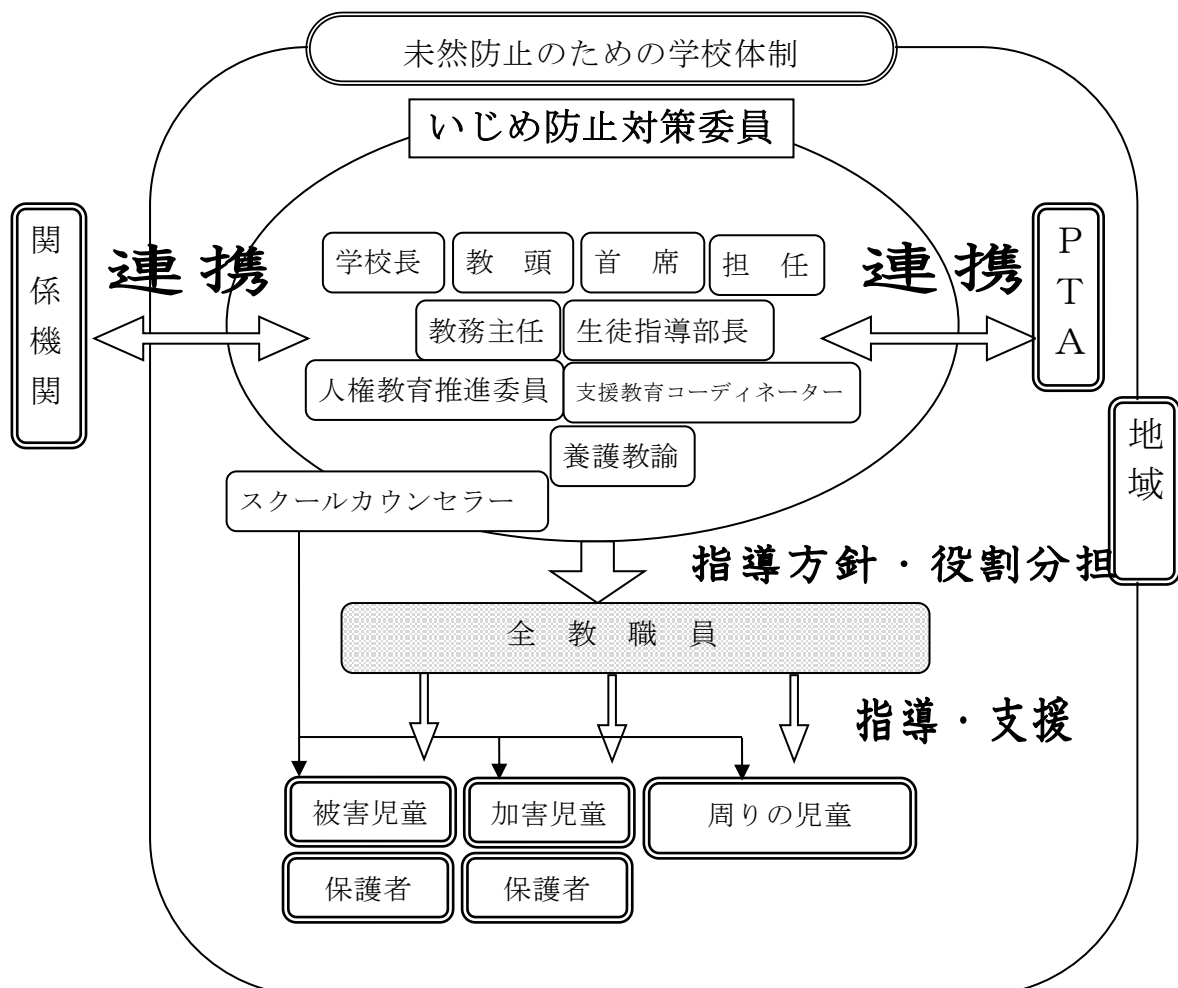 未然防止のための学校体制
いじめ防止対策委員
関係機関
連携
学校長
教　頭
首　席
担　任
連携
PTA
教務主任
生徒指導部長
人権教育推進委員
支援教育コーディネーター
養護教諭
スクールカウンセラー
地域
指導方針・役割分担
全　教　職　員
指導・支援
被害児童
加害児童
周りの児童
保護者
保護者